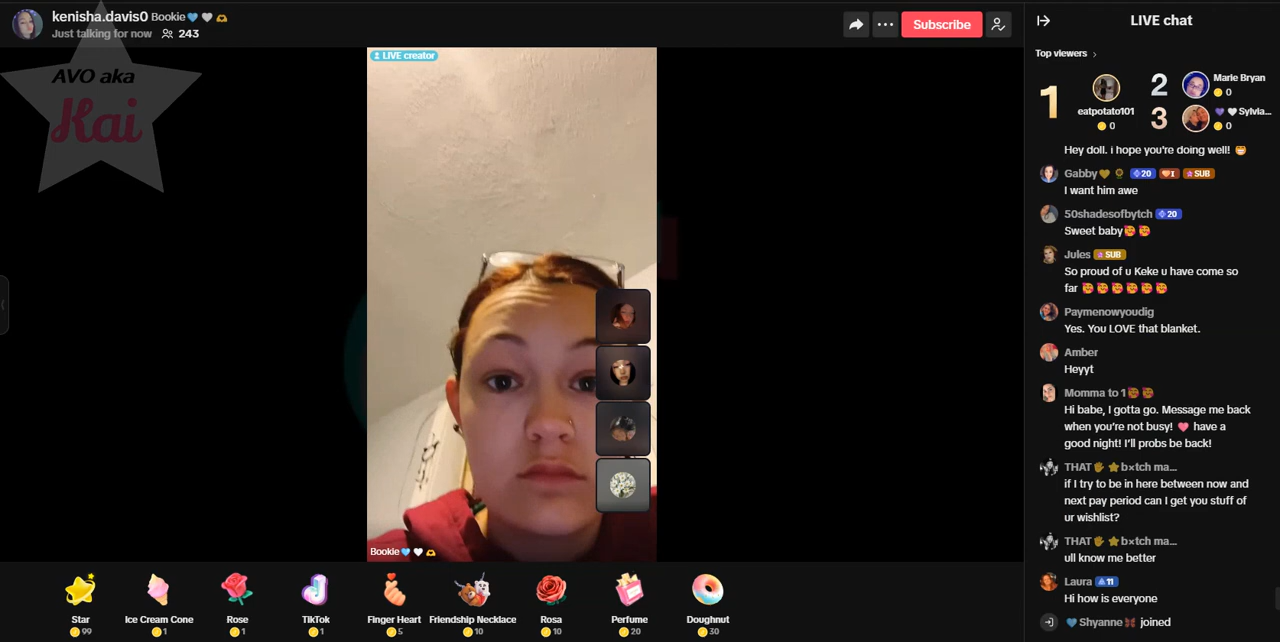 kenisha.davis0 Bookie💙🤍🫶
Just talking for now 243
Subscribe
LIVE chat
AVO aka
Kai
LIVE creator
Bookie💙🤍🫶
Top viewers >
1
eatpotato101
0
2
Marie Bryan
0
3
💜🤍Sylvia...
0
Hey doll. i hope you're doing well! 😁
Gabby💛🌻 20 I SUB
I want him awe
50shadesofbytch 20
Sweet baby🥰🥰
Jules SUB
So proud of u Keke u have come so
far 🥰🥰🥰🥰🥰🥰
Paymenowyoudig
Yes. You LOVE that blanket.
Amber
Heyyt
Momma to 1🥰🥰
Hi babe, I gotta go. Message me back
when you're not busy! 💗 have a
good night! I'll probs be back!
THAT🖐⭐b×tch ma...
if I try to be in here between now and
next pay period can I get you stuff of
ur wishlist?
THAT🖐⭐b×tch ma...
ull know me better
Laura 11
Hi how is everyone
💙Shyanne🎀 joined
Star
99
Ice Cream Cone
1
Rose
1
TikTok
1
Finger Heart
5
Friendship Necklace
10
Rosa
10
Perfume
20
Doughnut
30